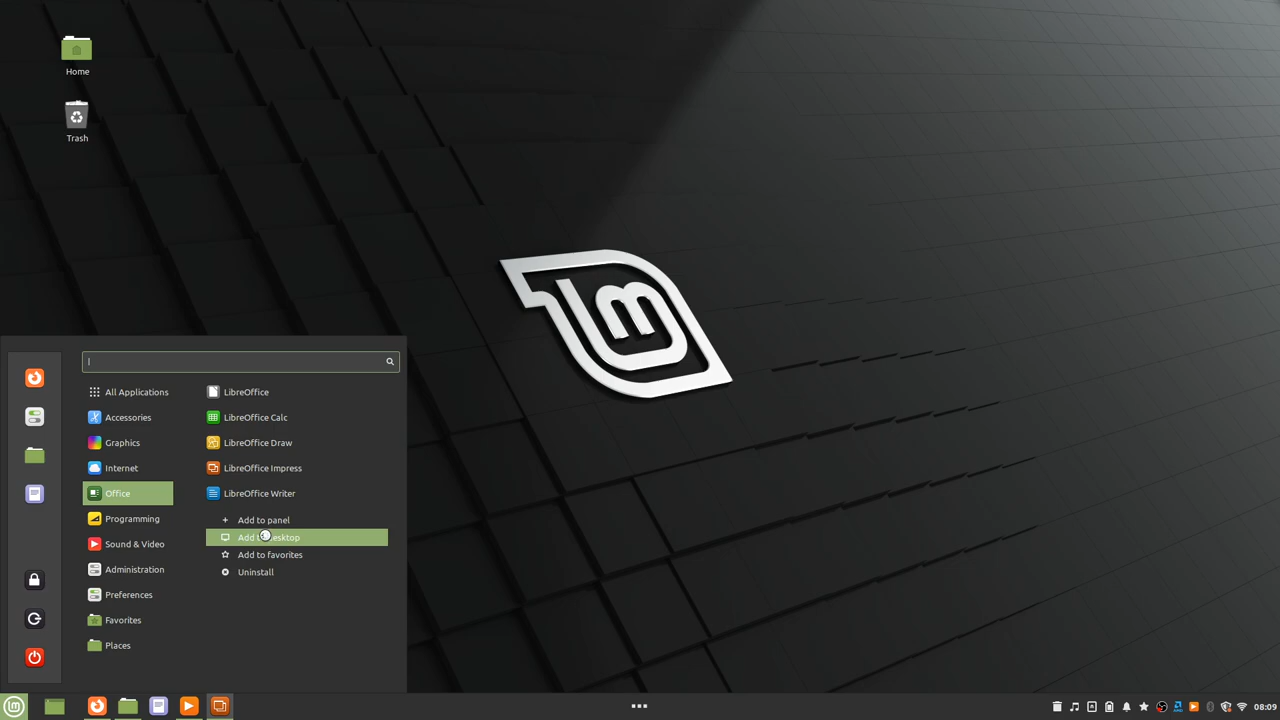 Home
Trash
lm
All Applications
Accessories
Graphics
Internet
Office
Programming
Sound & Video
Administration
Preferences
Favorites
Places
LibreOffice
LibreOffice Calc
LibreOffice Draw
LibreOffice Impress
LibreOffice Writer
Add to panel
Add to desktop
Add to favorites
Uninstall
08:09